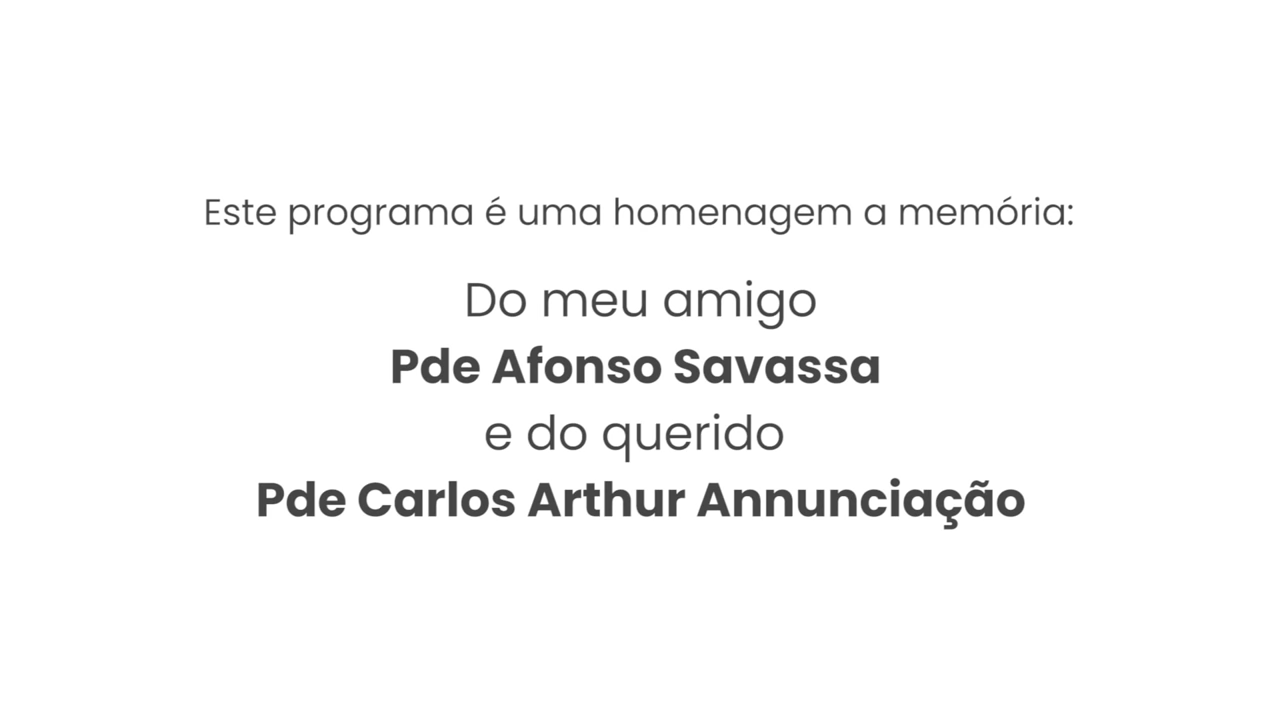 Este programa é uma homenagem a memória:
Do meu amigo
Pde Afonso Savassa
e do querido
Pde Carlos Arthur Annunciação